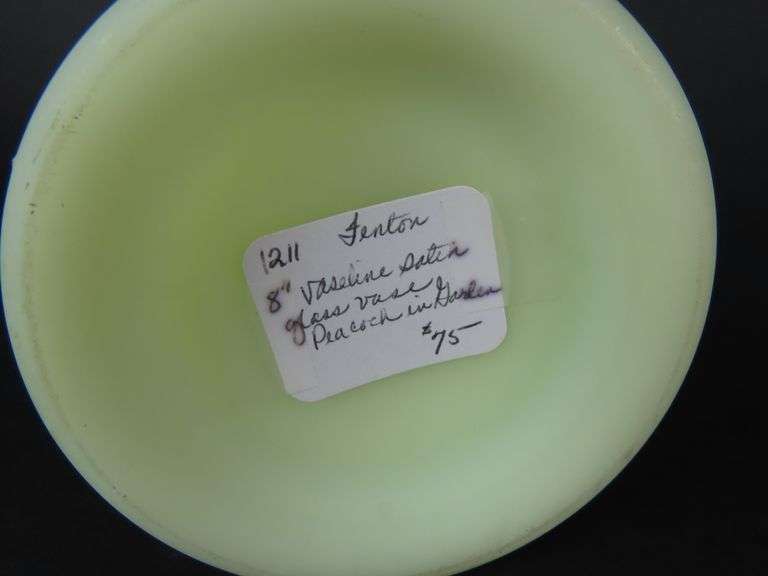 1211 Fenton
8" Vaseline Satin
glass vase
Peacock in Garden
$75